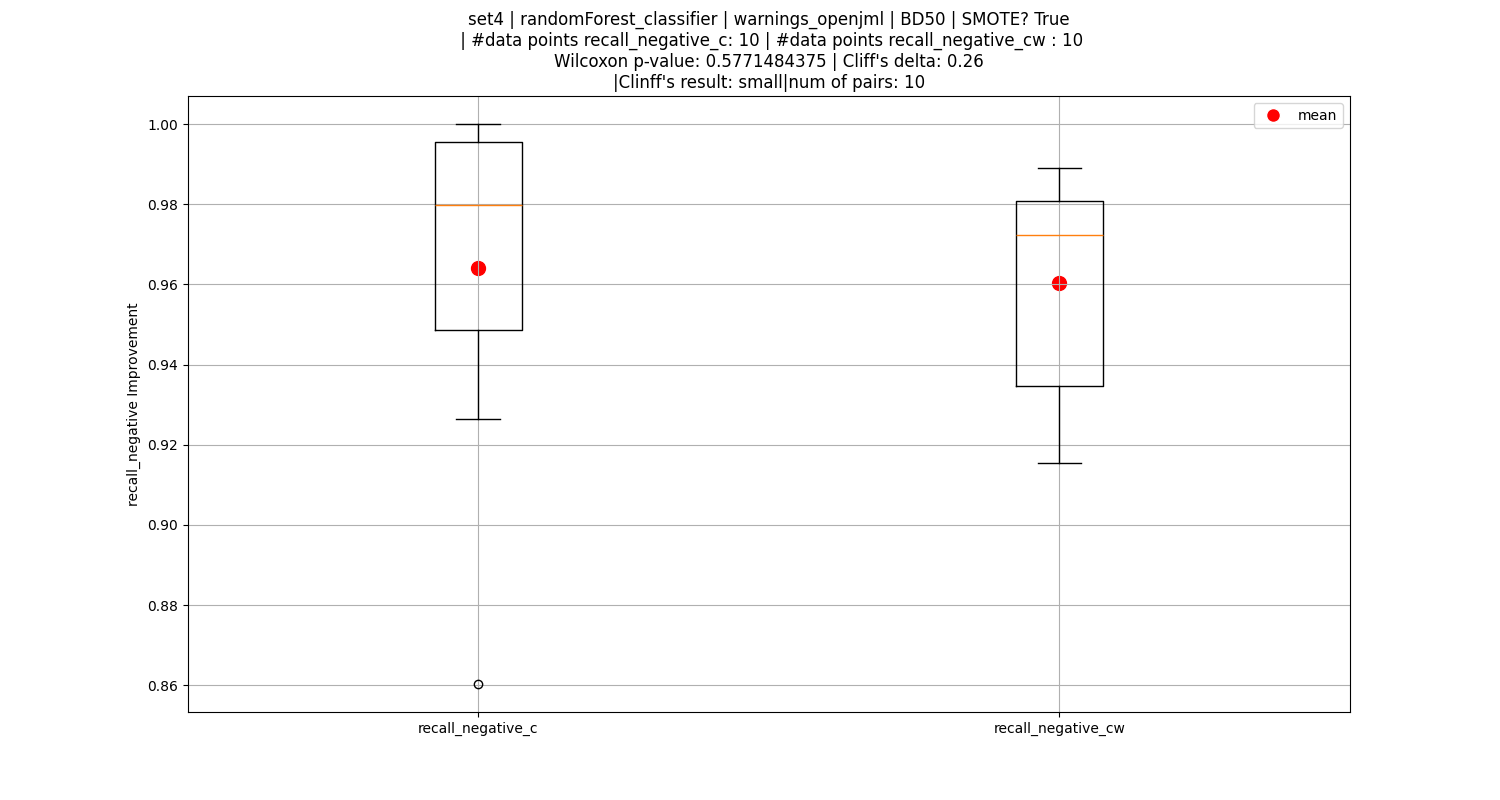 set4 | randomForest_classifier | warnings_openjml | BD50 | SMOTE? True
| #data points recall_negative_c: 10 | #data points recall_negative_cw : 10
Wilcoxon p-value: 0.5771484375 | Cliff's delta: 0.26
|Clinff's result: small|num of pairs: 10
mean
1.00
0.98
0.96
0.94
0.92
0.90
0.88
0.86
recall_negative Improvement
recall_negative_c
recall_negative_cw